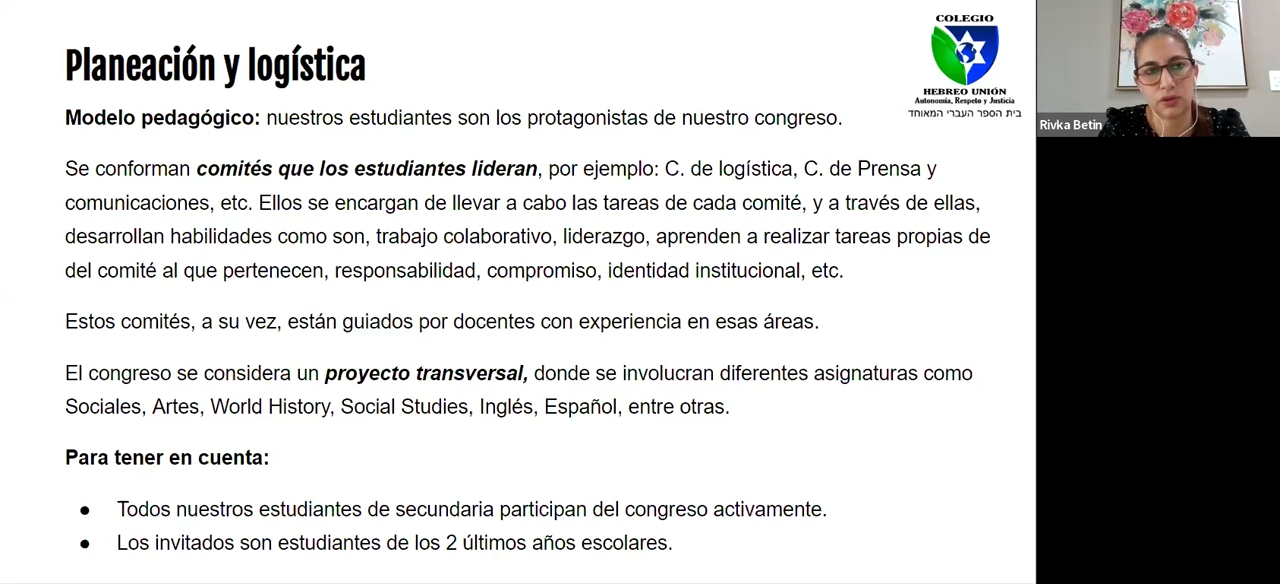 COLEGIO
HEBREO UNIÓN
Autonomía, Respeto y Justicia
בית הספר העברי המאוחד
Planeación y logística
Modelo pedagógico: nuestros estudiantes son los protagonistas de nuestro congreso.
Se conforman comités que los estudiantes lideran, por ejemplo: C. de logística, C. de Prensa y
comunicaciones, etc. Ellos se encargan de llevar a cabo las tareas de cada comité, y a través de ellas,
desarrollan habilidades como son, trabajo colaborativo, liderazgo, aprenden a realizar tareas propias de
del comité al que pertenecen, responsabilidad, compromiso, identidad institucional, etc.
Estos comités, a su vez, están guiados por docentes con experiencia en esas áreas.
El congreso se considera un proyecto transversal, donde se involucran diferentes asignaturas como
Sociales, Artes, World History, Social Studies, Inglés, Español, entre otras.
Para tener en cuenta:
● Todos nuestros estudiantes de secundaria participan del congreso activamente.
● Los invitados son estudiantes de los 2 últimos años escolares.
Rivka Betin